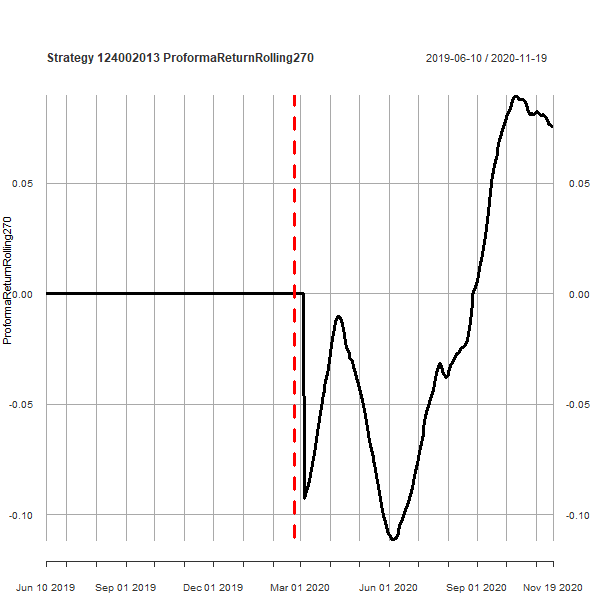 Strategy 124002013 ProformaReturnRolling270
2019-06-10 / 2020-11-19
ProformaReturnRolling270
0.05
0.05
0.00
0.00
-0.05
-0.05
-0.10
-0.10
Jun 10 2019
Sep 01 2019
Dec 01 2019
Mar 01 2020
Jun 01 2020
Sep 01 2020
Nov 19 2020